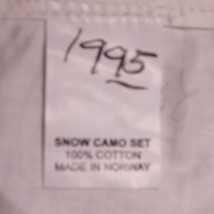 1995
SNOW CAMO SET
100% COTTON
MADE IN NORWAY